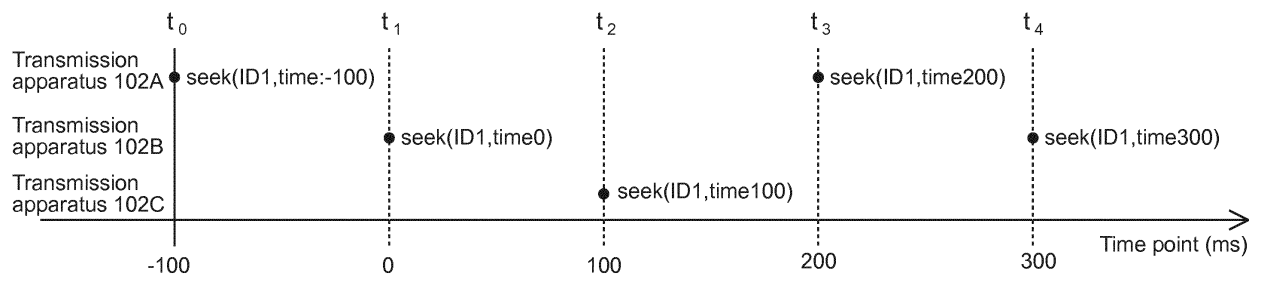 t0 t1 t2 t3 t4
Transmission
apparatus 102A
seek(ID1,time:-100)
seek(ID1,time200)
Transmission
apparatus 102B
seek(ID1,time0)
seek(ID1,time300)
Transmission
apparatus 102C
seek(ID1,time100)
Time point (ms)
-100 0 100 200 300